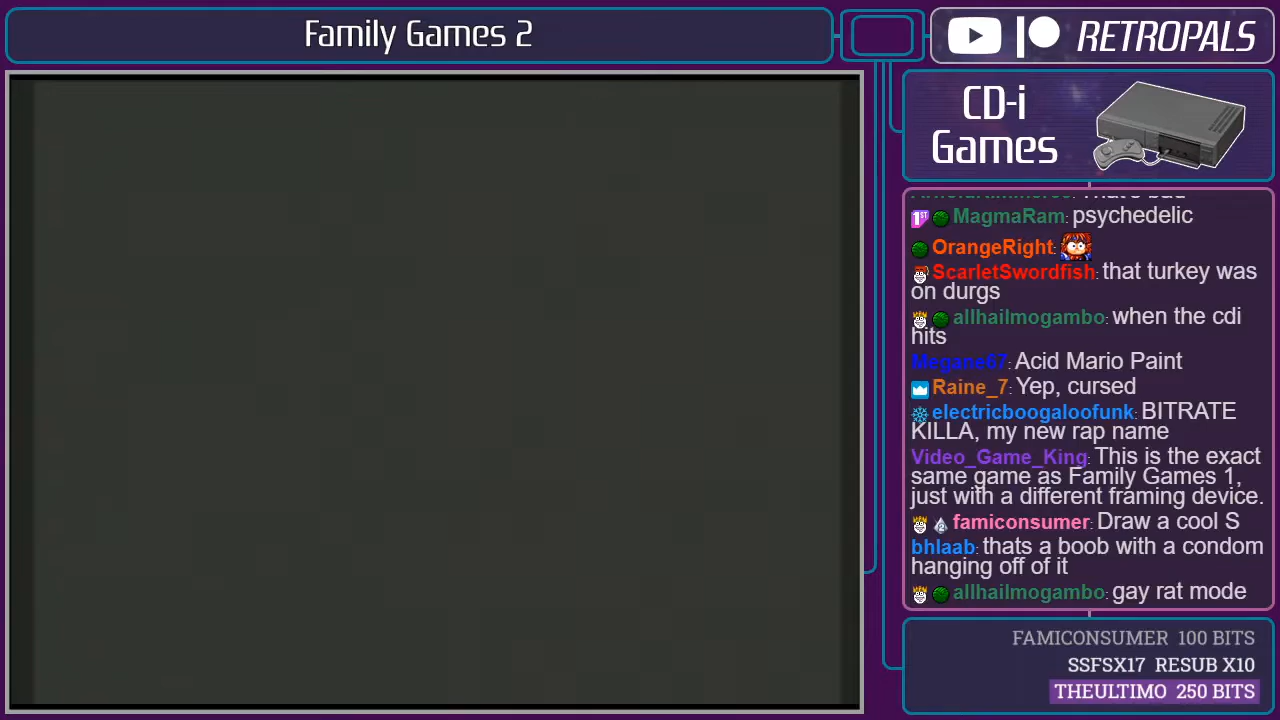 Family Games 2
RETROPALS
CD-i
Games
MagmaRam: psychedelic
OrangeRight:
ScarletSwordfish: that turkey was
on durgs
allhailmogambo: when the cdi
hits
Megane67: Acid Mario Paint
Raine_7: Yep, cursed
electricboogaloofunk: BITRATE
KILLA, my new rap name
Video_Game_King: This is the exact
same game as Family Games 1,
just with a different framing device.
famiconsumer: Draw a cool S
bhlaab: thats a boob with a condom
hanging off of it
allhailmogambo: gay rat mode
FAMICONSUMER 100 BITS
SSFSX17 RESUB X10
THEULTIMO 250 BITS